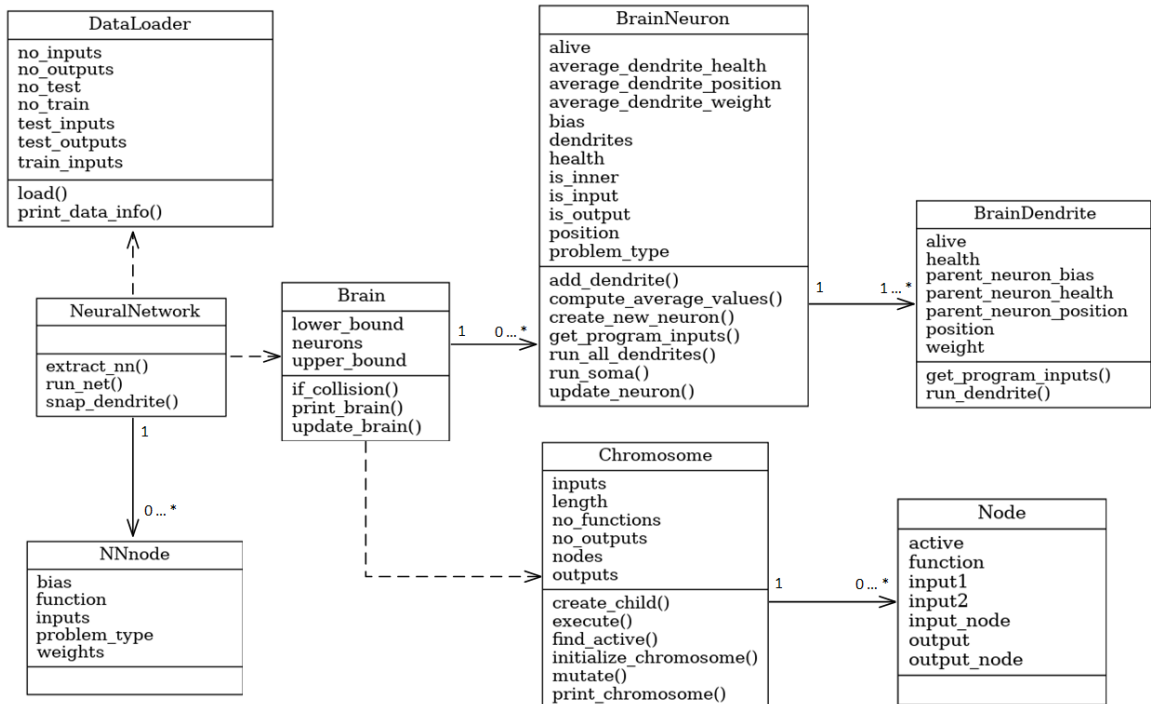 DataLoader
no_inputs
no_outputs
no_test
no_train
test_inputs
test_outputs
train_inputs
load()
print_data_info()
NeuralNetwork
extract_nn()
run_net()
snap_dendrite()
1
0 ... *
NNnode
bias
function
inputs
problem_type
weights
Brain
lower_bound
neurons
upper_bound
if_collision()
print_brain()
update_brain()
1
0 ... *
BrainNeuron
alive
average_dendrite_health
average_dendrite_position
average_dendrite_weight
bias
dendrites
health
is_inner
is_input
is_output
position
problem_type
add_dendrite()
compute_average_values()
create_new_neuron()
get_program_inputs()
run_all_dendrites()
run_soma()
update_neuron()
1
1 ... *
BrainDendrite
alive
health
parent_neuron_bias
parent_neuron_health
parent_neuron_position
position
weight
get_program_inputs()
run_dendrite()
Chromosome
inputs
length
no_functions
no_outputs
nodes
outputs
create_child()
execute()
find_active()
initialize_chromosome()
mutate()
print_chromosome()
1
0 ... *
Node
active
function
input1
input2
input_node
output
output_node